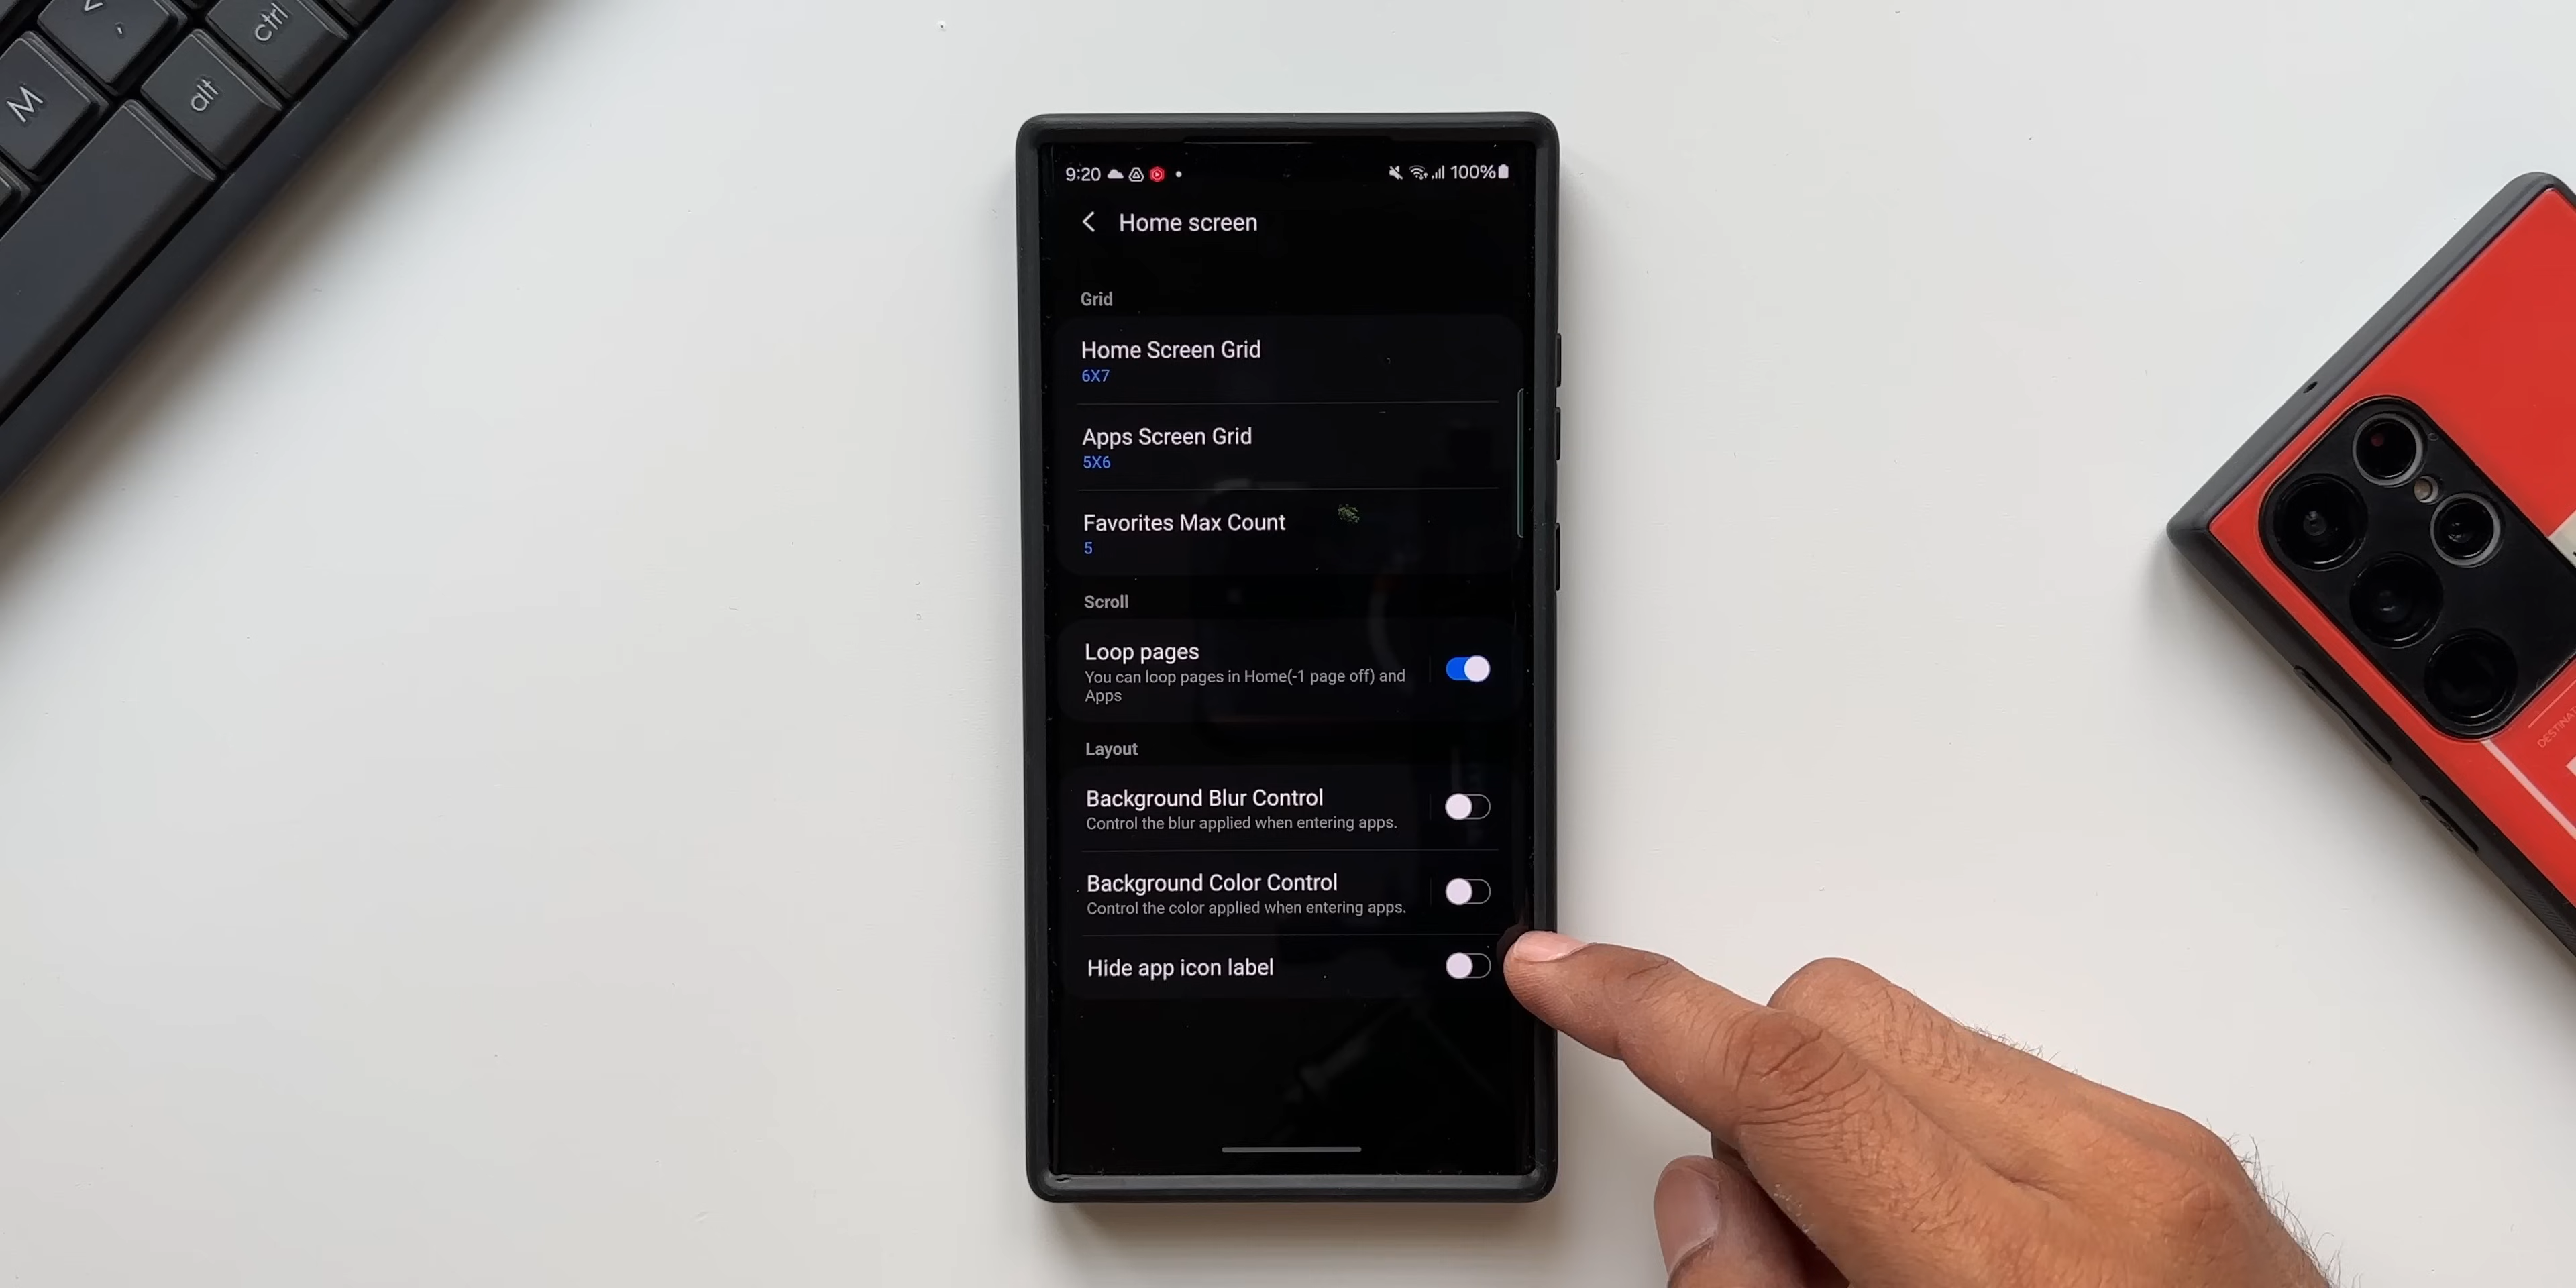 M
ctrl
alt
9:20
100%
Home screen
Grid
Home Screen Grid
6X7
Apps Screen Grid
5X6
Favorites Max Count
5
Scroll
Loop pages
You can loop pages in Home(-1 page off) and
Apps
Layout
Background Blur Control
Control the blur applied when entering apps.
Background Color Control
Control the color applied when entering apps.
Hide app icon label